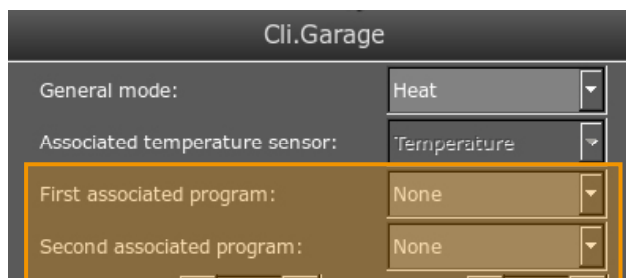 Cli.Garage
General mode: Heat
Associated temperature sensor: Temperature
First associated program: None
Second associated program: None